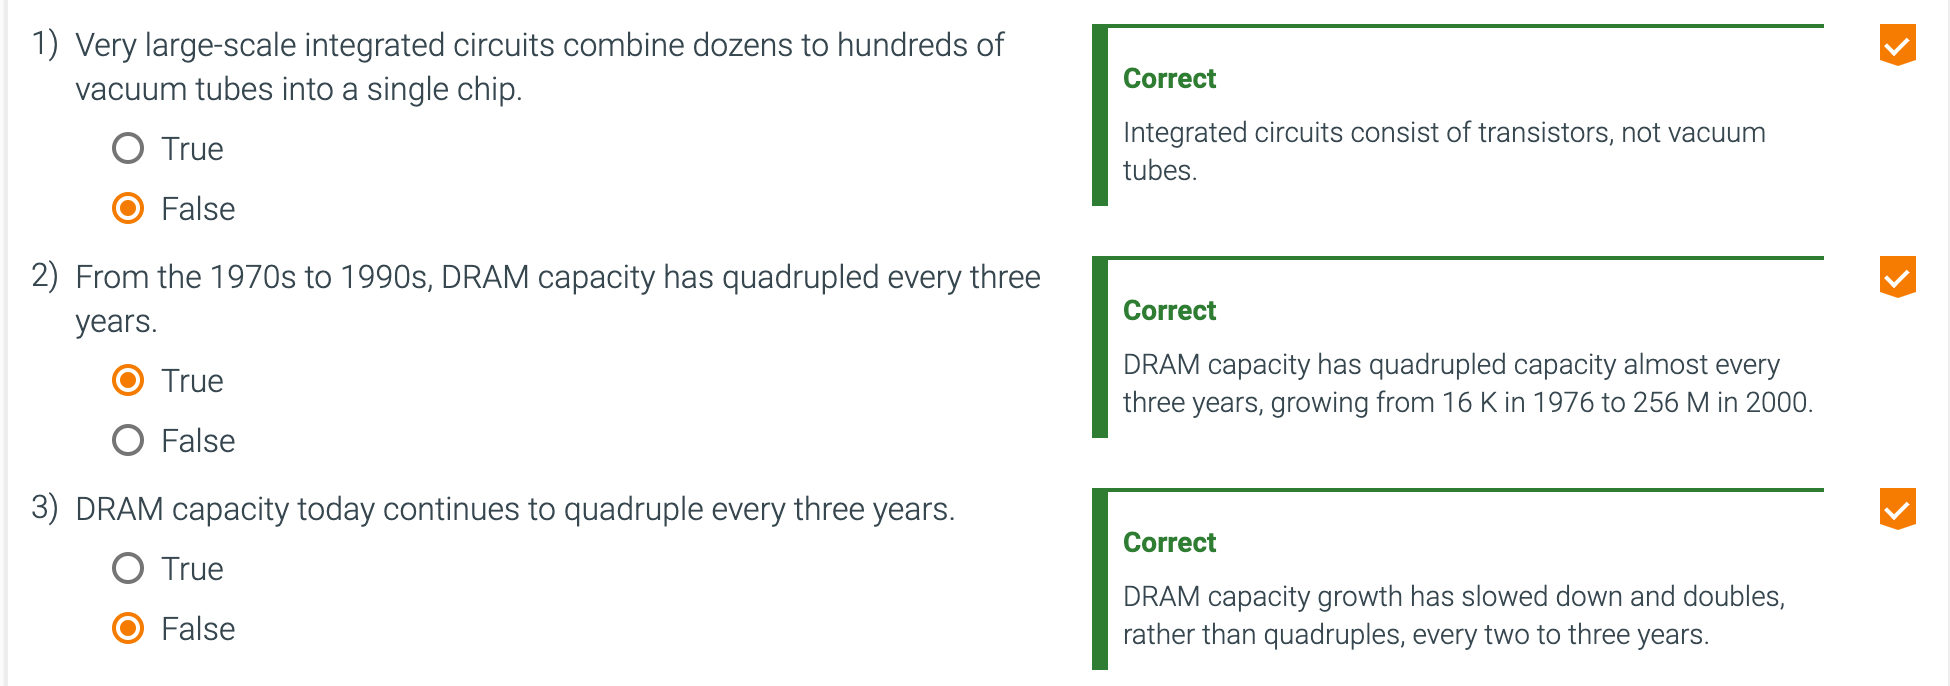 1) Very large-scale integrated circuits combine dozens to hundreds of
vacuum tubes into a single chip.
True
False
Correct
Integrated circuits consist of transistors, not vacuum
tubes.
2) From the 1970s to 1990s, DRAM capacity has quadrupled every three
years.
True
False
Correct
DRAM capacity has quadrupled capacity almost every
three years, growing from 16 K in 1976 to 256 M in 2000.
3) DRAM capacity today continues to quadruple every three years.
True
False
Correct
DRAM capacity growth has slowed down and doubles,
rather than quadruples, every two to three years.